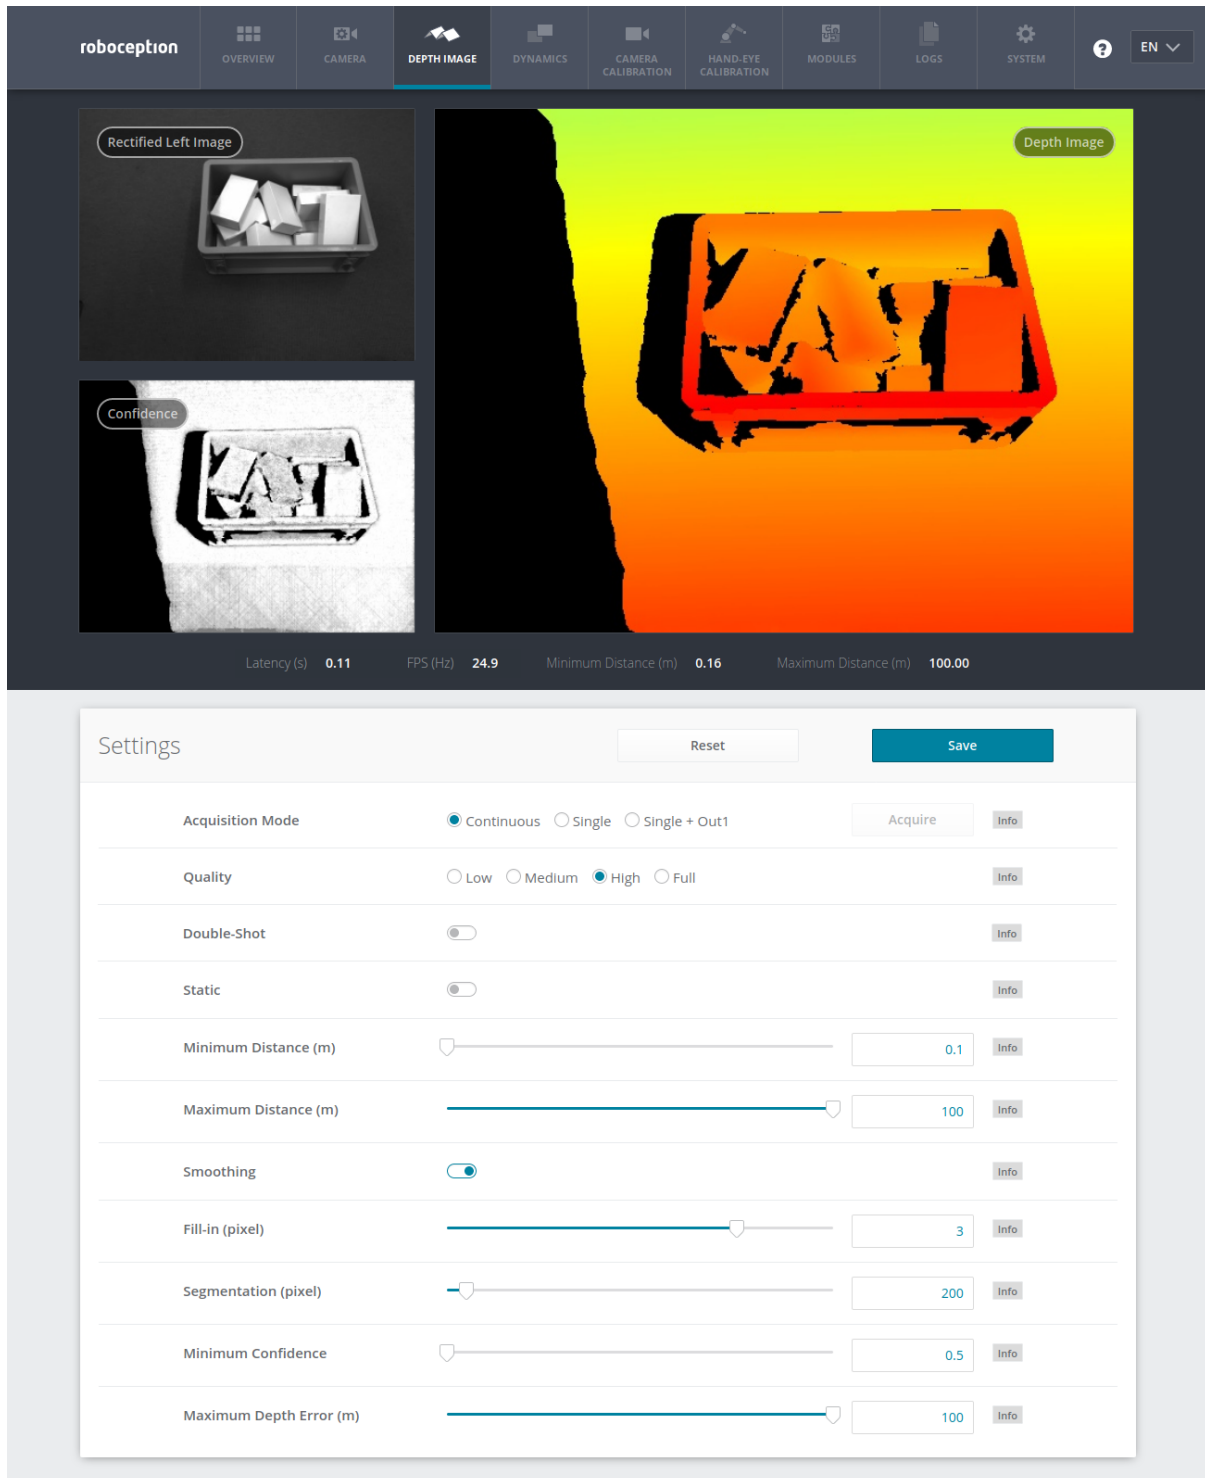 roboception
OVERVIEW
CAMERA
DEPTH IMAGE
DYNAMICS
CAMERA
CALIBRATION
HAND-EYE
CALIBRATION
MODULES
LOGS
SYSTEM
?
EN
Rectified Left Image
Depth Image
Confidence
Latency (s) 0.11 FPS (Hz) 24.9 Minimum Distance (m) 0.16 Maximum Distance (m) 100.00
Settings Reset Save
Acquisition Mode Continuous Single Single + Out1 Acquire Info
Quality Low Medium High Full Info
Double-Shot Info
Static Info
Minimum Distance (m) 0.1 Info
Maximum Distance (m) 100 Info
Smoothing Info
Fill-in (pixel) 3 Info
Segmentation (pixel) 200 Info
Minimum Confidence 0.5 Info
Maximum Depth Error (m) 100 Info